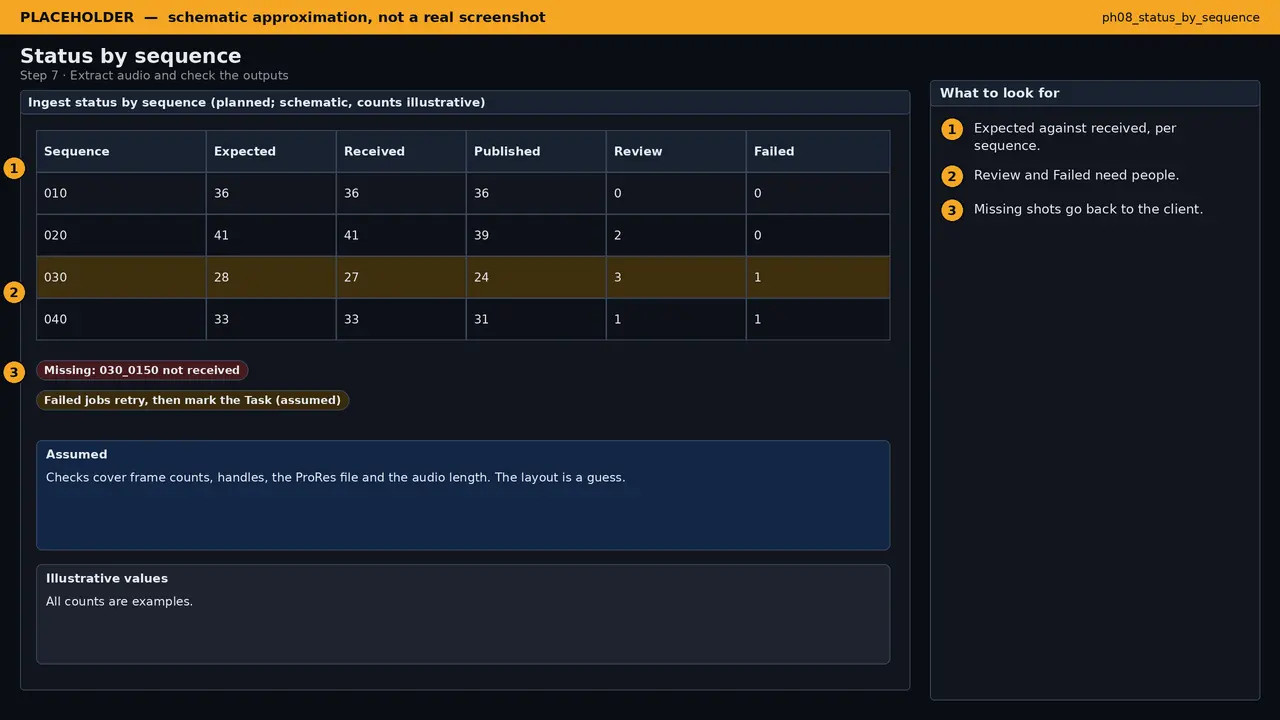 PLACEHOLDER — schematic approximation, not a real screenshot
ph08_status_by_sequence
Status by sequence
Step 7 · Extract audio and check the outputs
Ingest status by sequence (planned; schematic, counts illustrative)
Sequence Expected Received Published Review Failed
1
010 36 36 36 0 0
020 41 41 39 2 0
030 28 27 24 3 1
2
040 33 33 31 1 1
3 Missing: 030_0150 not received
Failed jobs retry, then mark the Task (assumed)
Assumed
Checks cover frame counts, handles, the ProRes file and the audio length. The layout is a guess.
Illustrative values
All counts are examples.
What to look for
1 Expected against received, per
sequence.
2 Review and Failed need people.
3 Missing shots go back to the client.